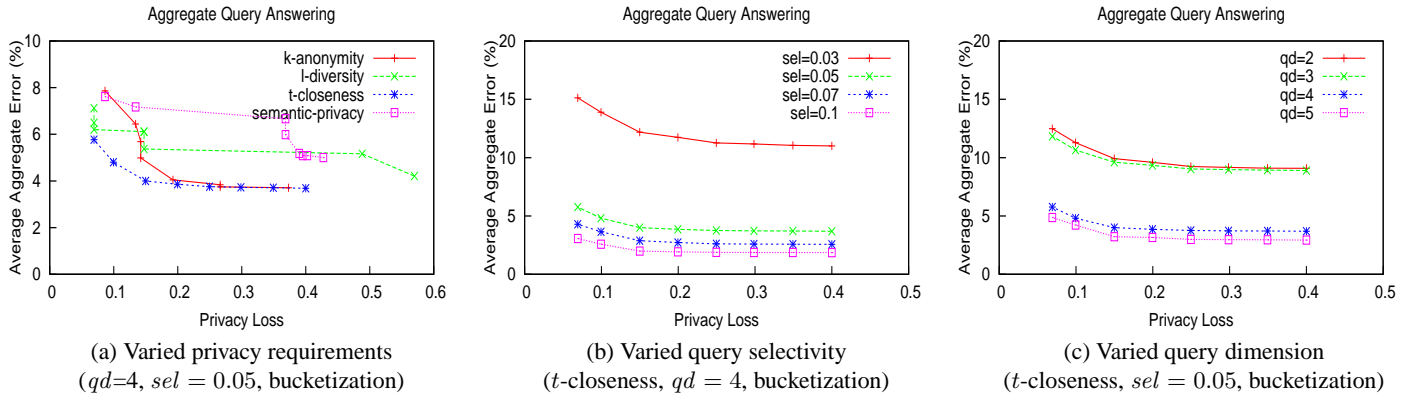 Aggregate Query Answering
Average Aggregate Error (%)
10
8
6
4
2
0
0 0.1 0.2 0.3 0.4 0.5 0.6
Privacy Loss
k-anonymity
l-diversity
t-closeness
semantic-privacy
(a) Varied privacy requirements
(qd=4, sel = 0.05, bucketization)
Aggregate Query Answering
Average Aggregate Error (%)
20
15
10
5
0
0 0.1 0.2 0.3 0.4 0.5
Privacy Loss
sel=0.03
sel=0.05
sel=0.07
sel=0.1
(b) Varied query selectivity
(t-closeness, qd = 4, bucketization)
Aggregate Query Answering
Average Aggregate Error (%)
20
15
10
5
0
0 0.1 0.2 0.3 0.4 0.5
Privacy Loss
qd=2
qd=3
qd=4
qd=5
(c) Varied query dimension
(t-closeness, sel = 0.05, bucketization)